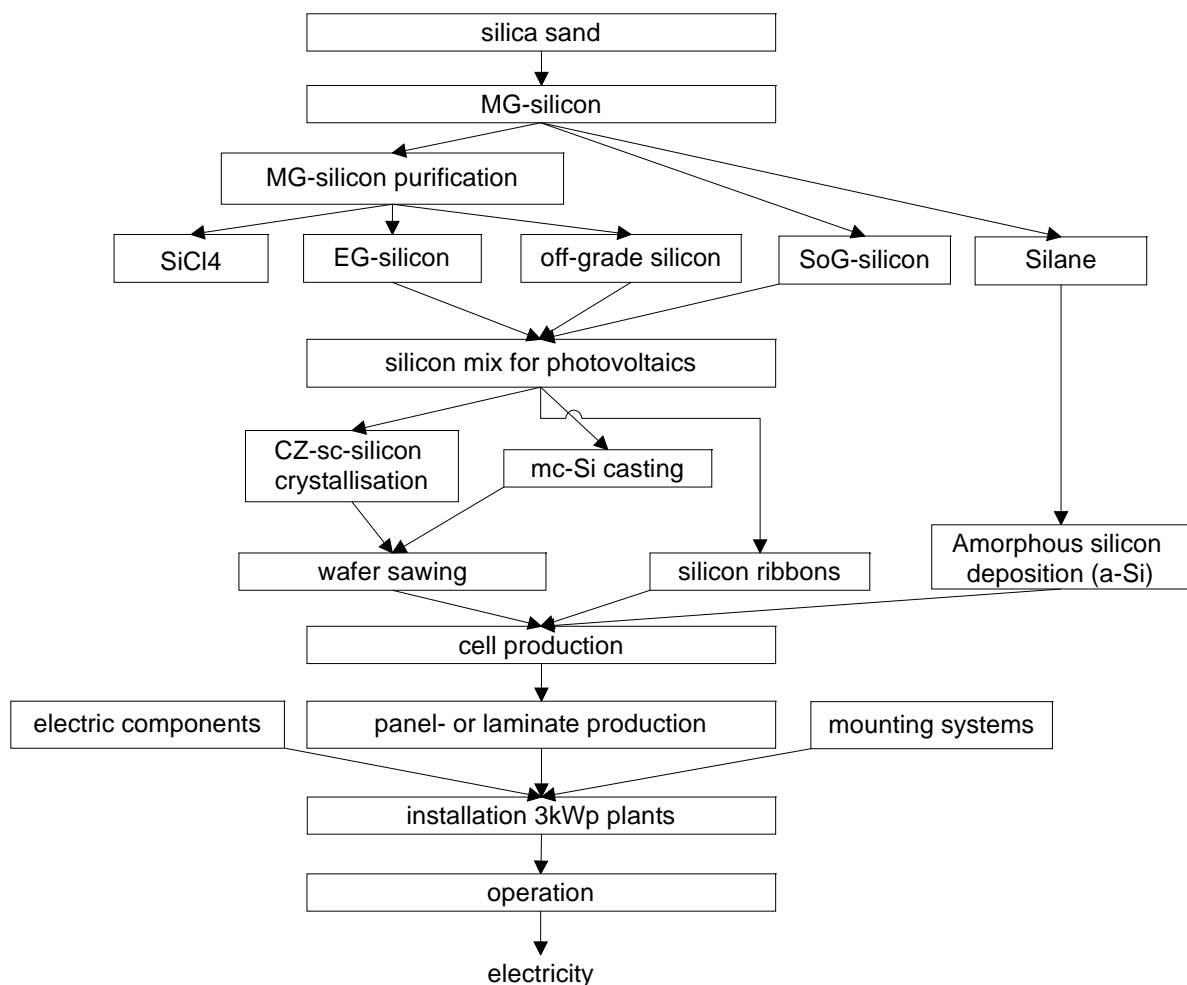 silica sand
MG-silicon
MG-silicon purification
SiCl4
EG-silicon
off-grade silicon
SoG-silicon
Silane
silicon mix for photovoltaics
CZ-sc-silicon
crystallisation
mc-Si casting
wafer sawing
silicon ribbons
Amorphous silicon
deposition (a-Si)
cell production
electric components
panel- or laminate production
mounting systems
installation 3kWp plants
operation
electricity